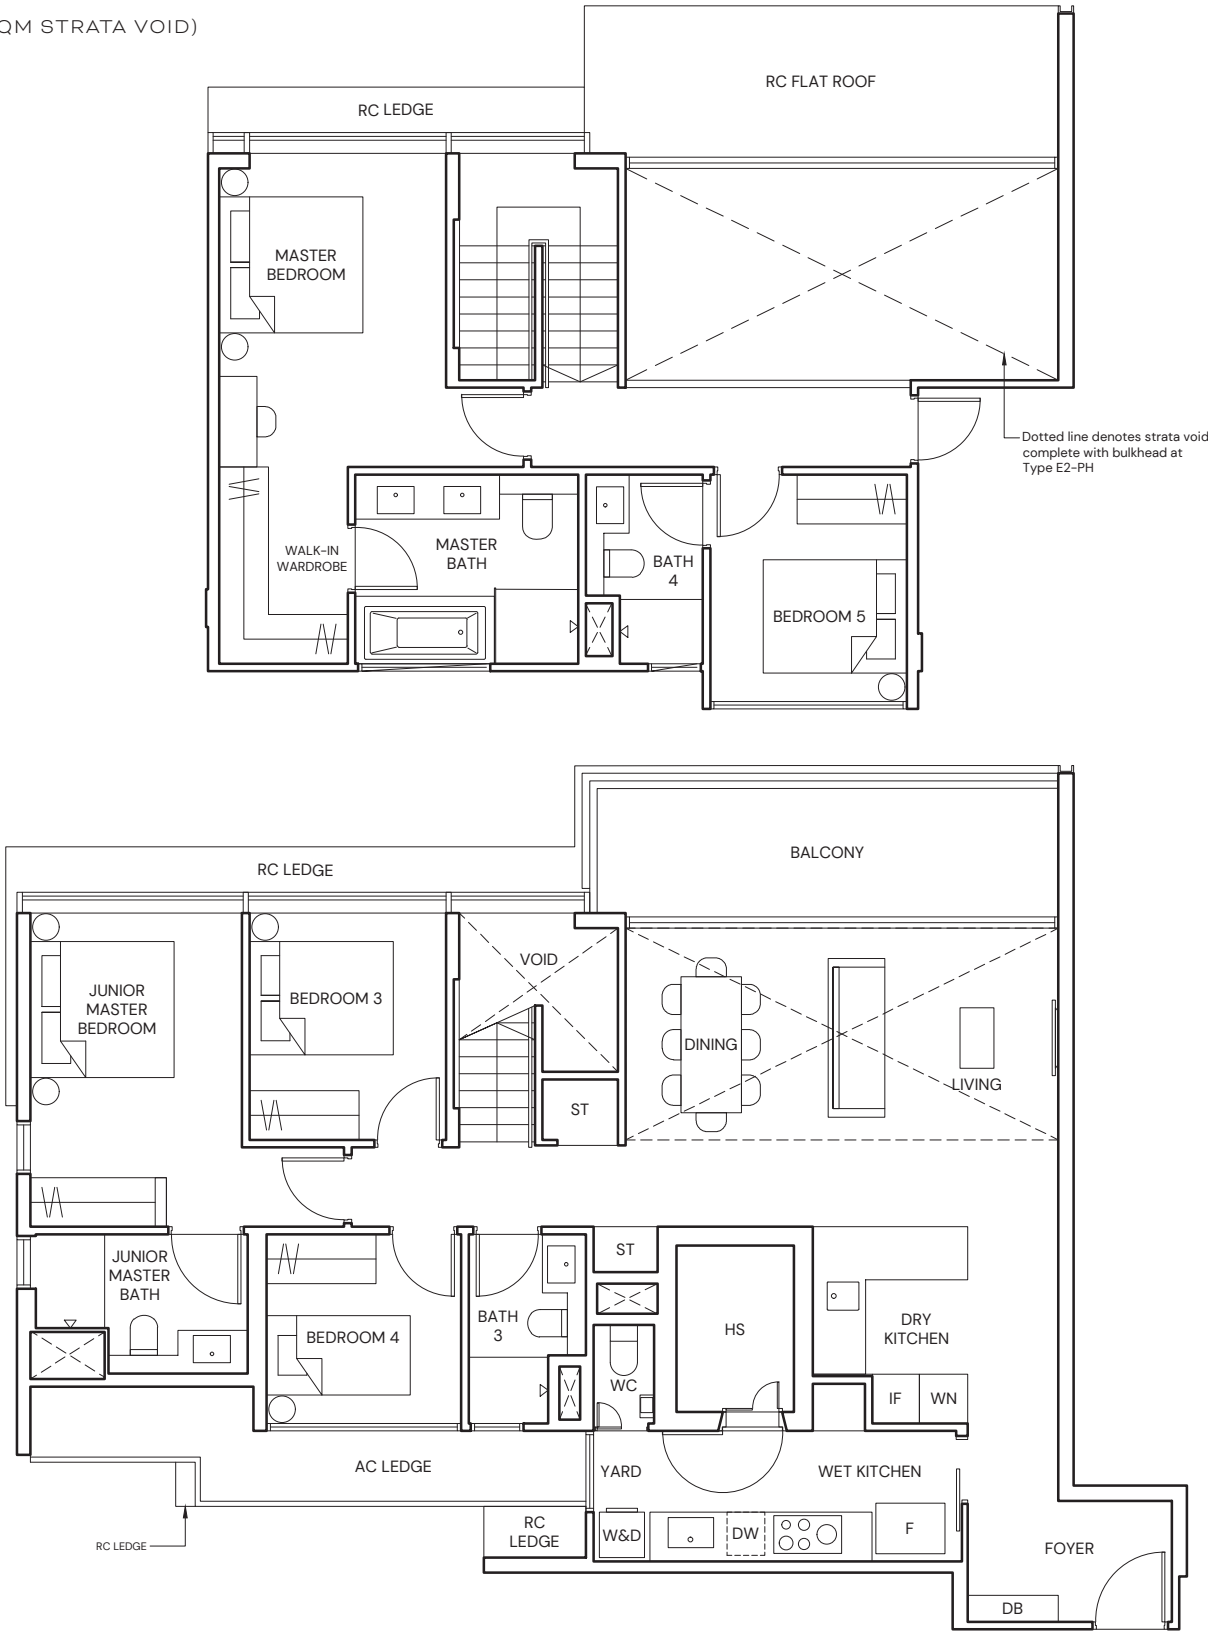 QM STRATA VOID)
RC FLAT ROOF
RC LEDGE
MASTER
BEDROOM
Dotted line denotes strata void
complete with bulkhead at
Type E2-PH
WALK-IN
WARDROBE
MASTER
BATH
BATH
4
BEDROOM 5
BALCONY
RC LEDGE
VOID
JUNIOR
MASTER
BEDROOM
BEDROOM 3
DINING
LIVING
ST
JUNIOR
MASTER
BATH
ST
BEDROOM 4
BATH
3
HS
DRY
KITCHEN
WC
IF
WN
AC LEDGE
YARD
WET KITCHEN
RC LEDGE
RC
LEDGE
W&D
DW
F
FOYER
DB